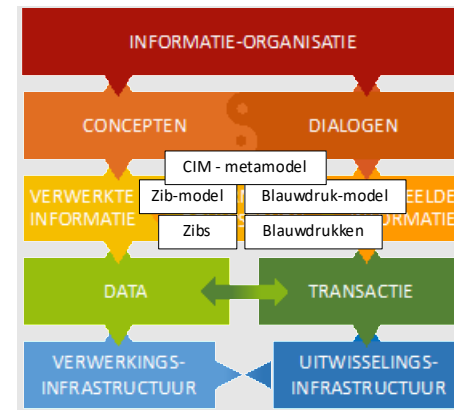 INFORMATIE-ORGANISATIE
CONCEPTEN DIALOGEN
CIM - metamodel
VERWERKTE Zib-model Blauwdruk-model
INFORMATIE Zibs Blauwdrukken
DATA TRANSACTIE
VERWERKINGS- UITWISSELINGS-
INFRASTRUCTUUR INFRASTRUCTUUR